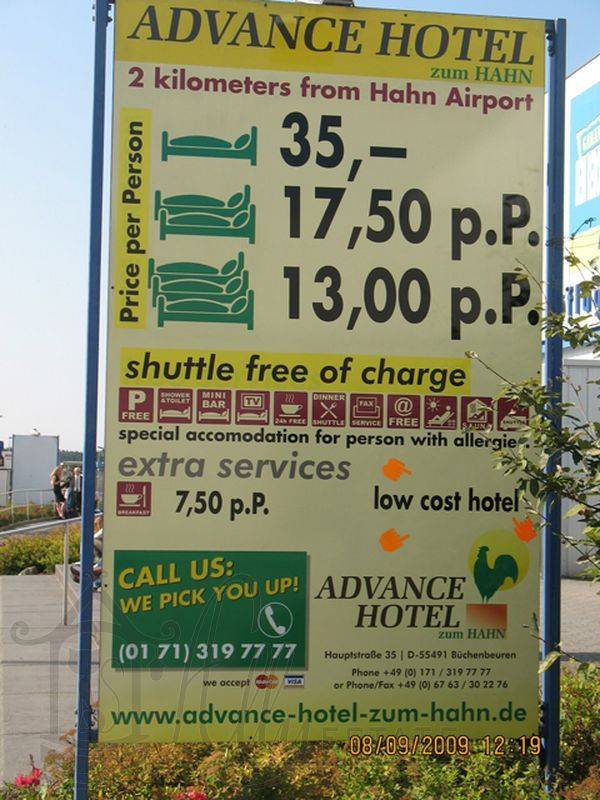 ADVANCE HOTEL
zum HAHN
2 kilometers from Hahn Airport
Price per Person
35,–
17,50 p.P.
13,00 p.P.
shuttle free of charge
P FREE
SHOWER & TOILET
MINI BAR
TV
24h FREE
DINNER SHUTTLE
FAX SERVICE
@ FREE
SAUNA
SHUTTLE
special accomodation for person with allergie
extra services
BREAKFAST
7,50 p.P.
low cost hotel
CALL US:
WE PICK YOU UP!
(01 71) 319 77 77
we accept
VISA
ADVANCE
HOTEL
zum HAHN
Hauptstraße 35 | D-55491 Büchenbeuren
Phone +49 (0) 171 / 319 77 77
or Phone/Fax +49 (0) 67 63 / 30 22 76
www.advance-hotel-zum-hahn.de
08/09/2009 12:19